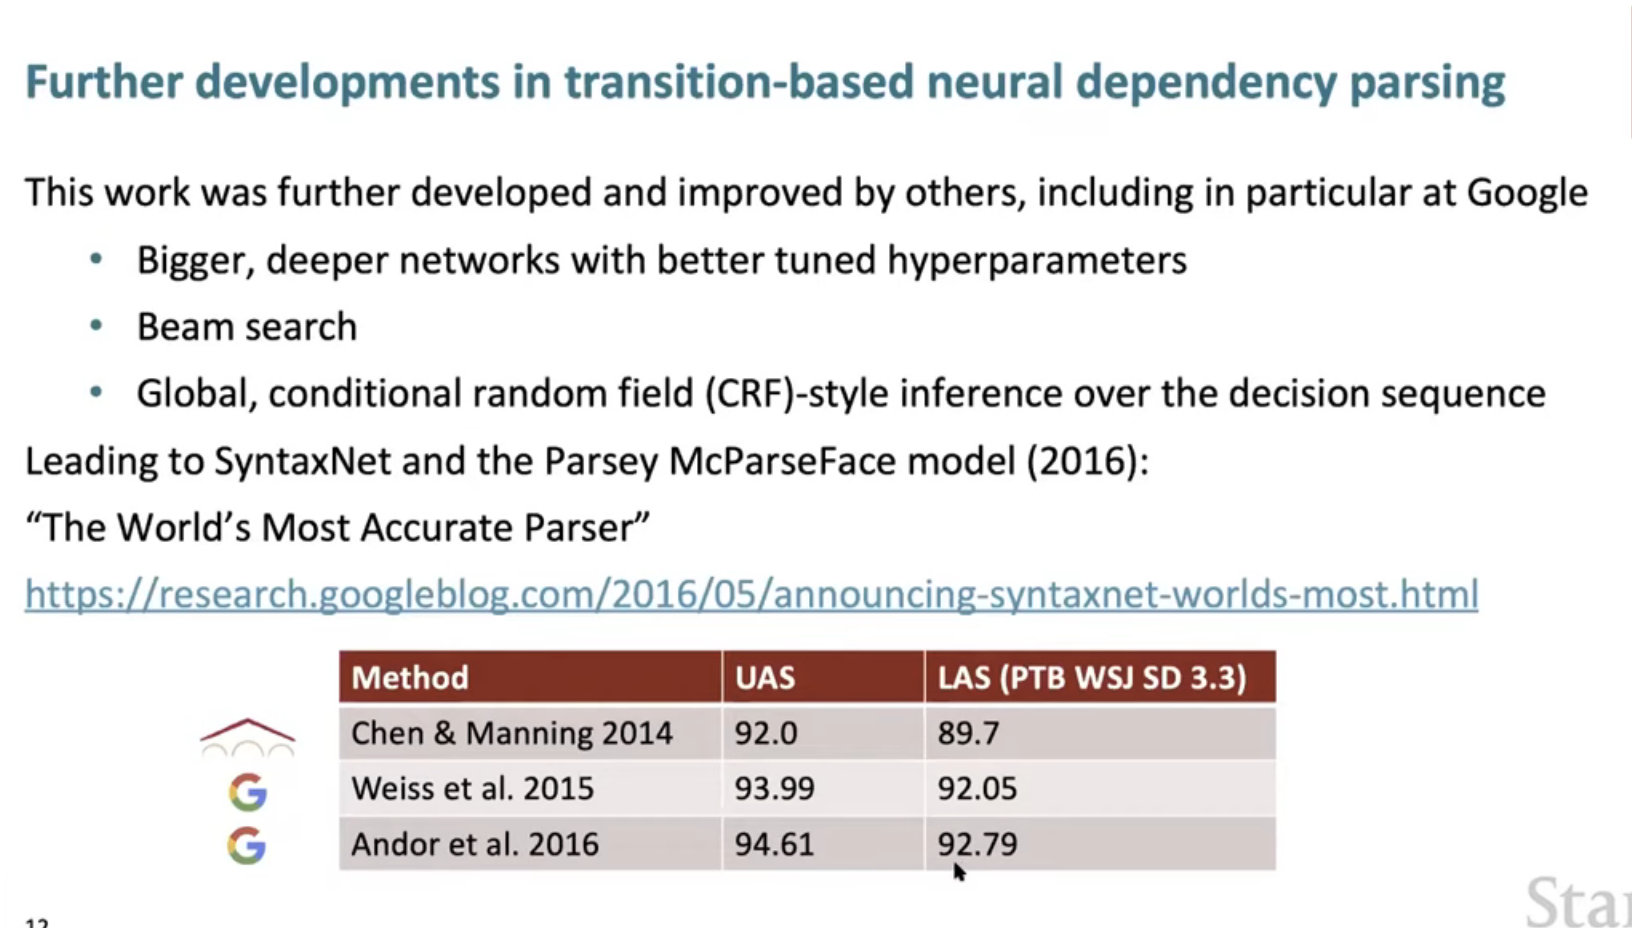 Further developments in transition-based neural dependency parsing
This work was further developed and improved by others, including in particular at Google
• Bigger, deeper networks with better tuned hyperparameters
• Beam search
• Global, conditional random field (CRF)-style inference over the decision sequence
Leading to SyntaxNet and the Parsey McParseFace model (2016):
“The World’s Most Accurate Parser”
https://research.googleblog.com/2016/05/announcing-syntaxnet-worlds-most.html
Method UAS LAS (PTB WSJ SD 3.3)
Chen & Manning 2014 92.0 89.7
G Weiss et al. 2015 93.99 92.05
G Andor et al. 2016 94.61 92.79
12